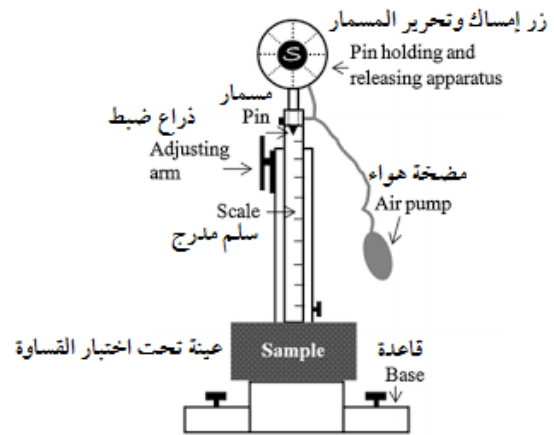 زر إمساك وتحرير المسمار
S
Pin holding and
releasing apparatus
مسمار
Pin
ذراع ضبط
Adjusting
arm
مضخة هواء
Air pump
Scale
سلم مدرج
عينة تحت اختبار القساوة
Sample
قاعدة
Base